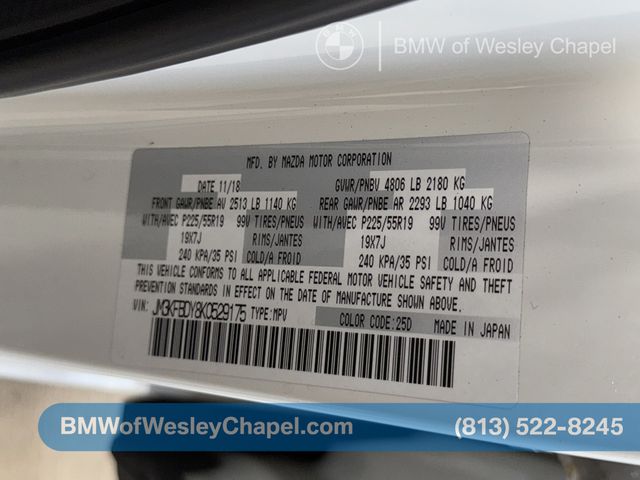 BMW of Wesley Chapel
MFD. BY MAZDA MOTOR CORPORATION
DATE 11/18 GVWR/PNBV 4806 LB 2180 KG
FRONT GAWR/PNBE AV 2513 LB 1140 KG REAR GAWR/PNBE AR 2293 LB 1040 KG
WITH/AVEC P225/55R19 99V TIRES/PNEUS WITH/AVEC P225/55R19 99V TIRES/PNEUS
19X7J RIMS/JANTES 19X7J RIMS/JANTES
240 KPA/35 PSI COLD/A FROID 240 KPA/35 PSI COLD/A FROID
THIS VEHICLE CONFORMS TO ALL APPLICABLE FEDERAL MOTOR VEHICLE SAFETY AND THEFT
PREVENTION STANDARDS IN EFFECT ON THE DATE OF MANUFACTURE SHOWN ABOVE.
VIN: JM3KFBDY8K0529175 TYPE:MPV COLOR CODE:25D MADE IN JAPAN
BMWofWesleyChapel.com (813) 522-8245